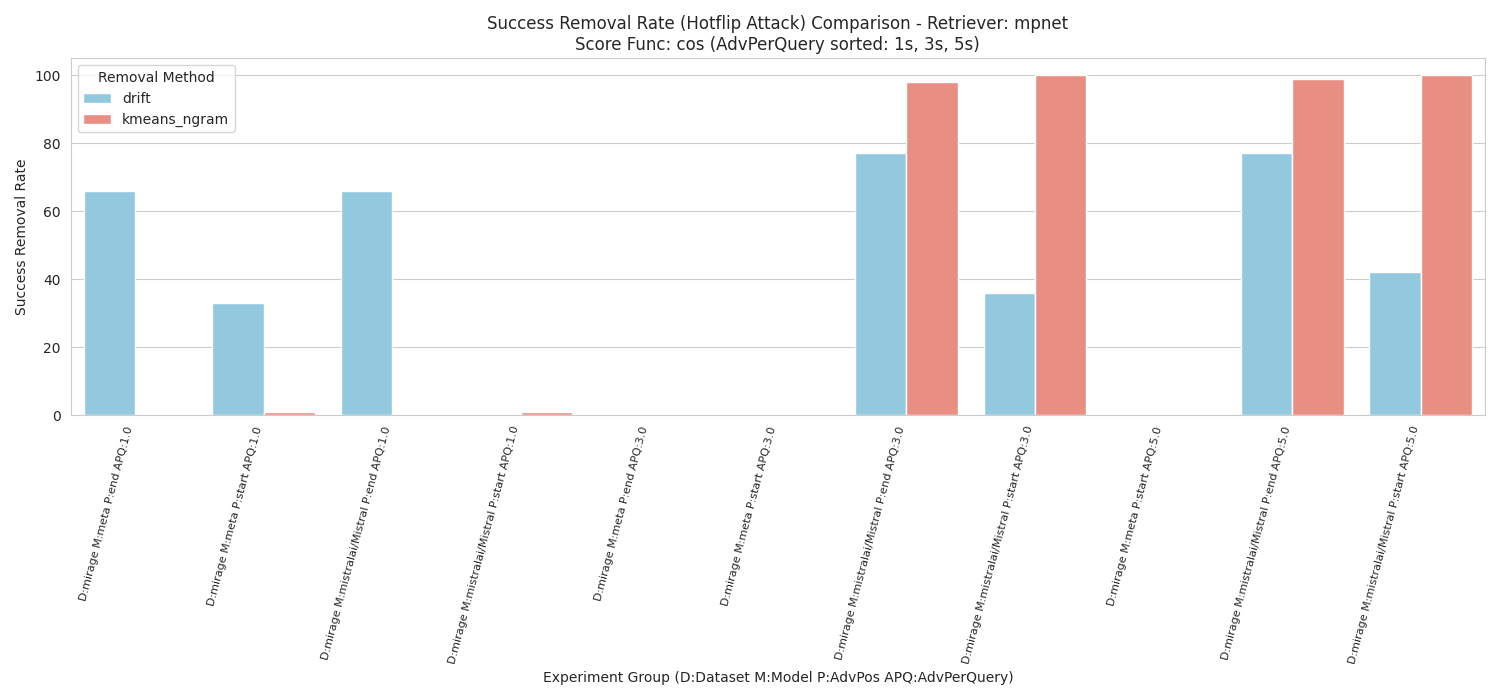 Success Removal Rate (Hotflip Attack) Comparison - Retriever: mpnet
Score Func: cos (AdvPerQuery sorted: 1s, 3s, 5s)
Removal Method
drift
kmeans_ngram
Success Removal Rate
100
80
60
40
20
0
D:mirage M:meta P:end APQ:1.0
D:mirage M:meta P:start APQ:1.0
D:mirage M:mistralai/Mistral P:end APQ:1.0
D:mirage M:mistralai/Mistral P:start APQ:1.0
D:mirage M:meta P:end APQ:3.0
D:mirage M:meta P:start APQ:3.0
D:mirage M:mistralai/Mistral P:end APQ:3.0
D:mirage M:mistralai/Mistral P:start APQ:3.0
D:mirage M:meta P:start APQ:5.0
D:mirage M:mistralai/Mistral P:end APQ:5.0
D:mirage M:mistralai/Mistral P:start APQ:5.0
Experiment Group (D:Dataset M:Model P:AdvPos APQ:AdvPerQuery)